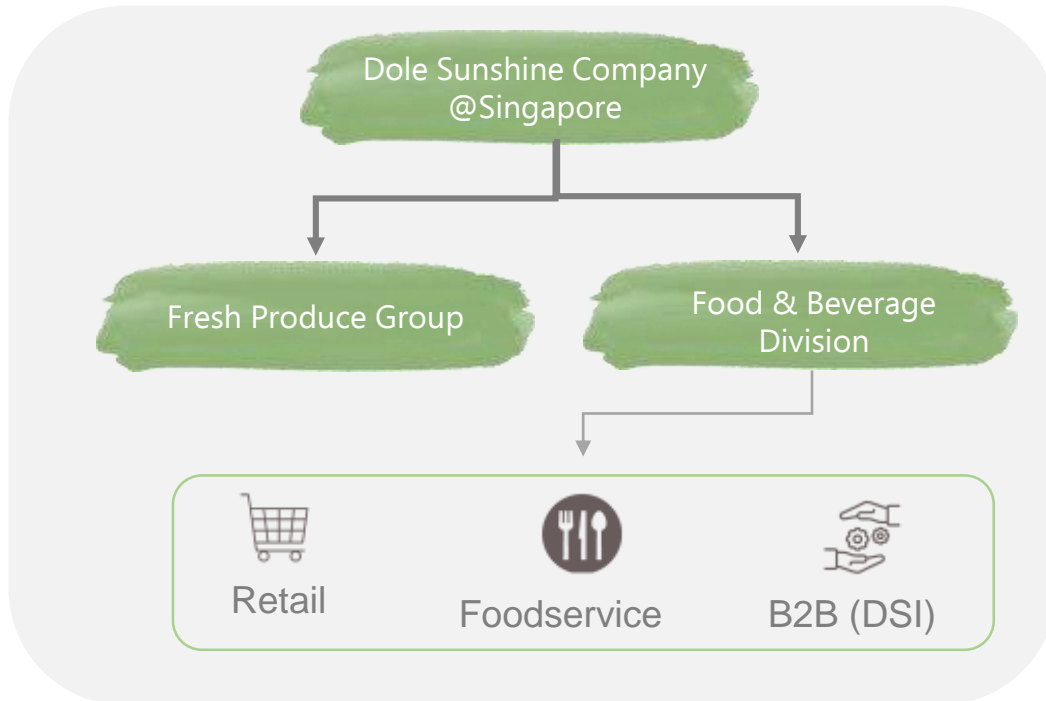 Dole Sunshine Company
@Singapore
Fresh Produce Group
Food & Beverage
Division
Retail
Foodservice
B2B (DSI)